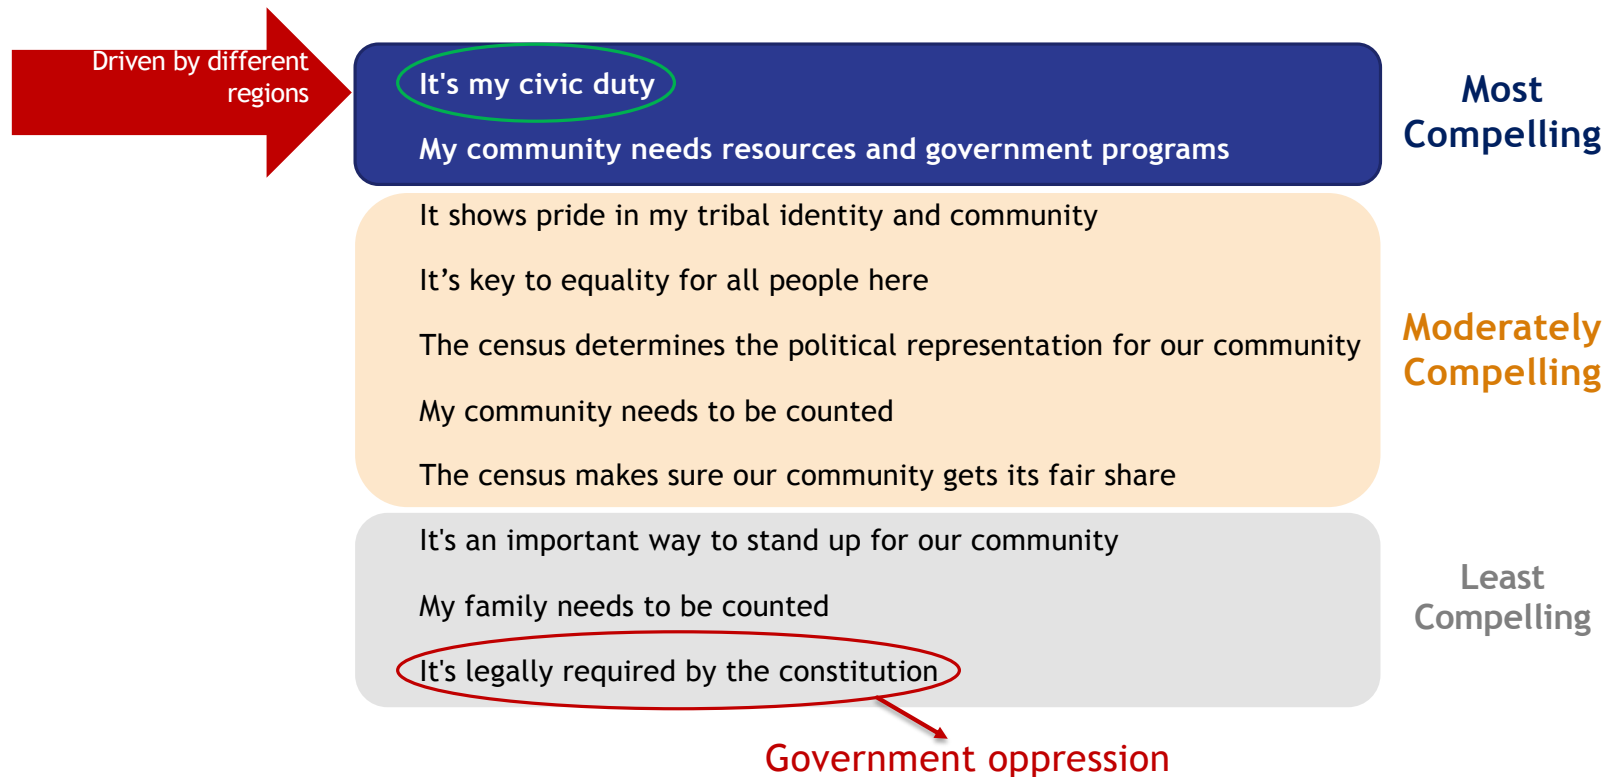 Driven by different
regions
It's my civic duty
My community needs resources and government programs
Most
Compelling
It shows pride in my tribal identity and community
It’s key to equality for all people here
The census determines the political representation for our community
My community needs to be counted
The census makes sure our community gets its fair share
Moderately
Compelling
It's an important way to stand up for our community
My family needs to be counted
It's legally required by the constitution
Least
Compelling
Government oppression